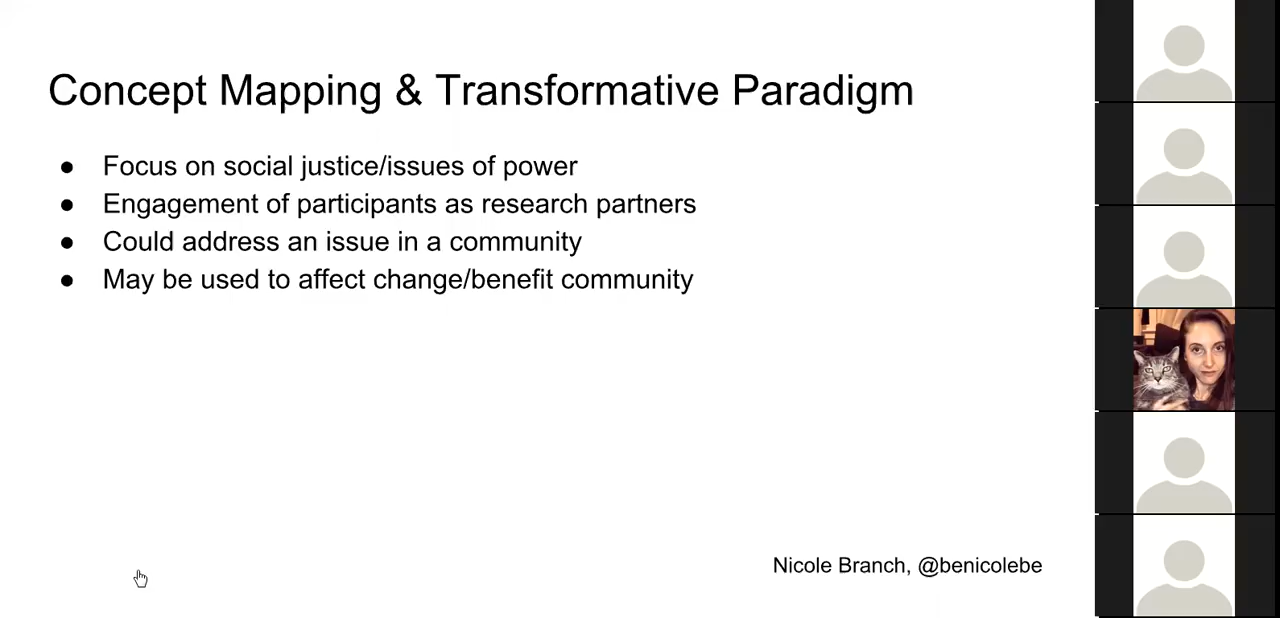 Concept Mapping & Transformative Paradigm
● Focus on social justice/issues of power
● Engagement of participants as research partners
● Could address an issue in a community
● May be used to affect change/benefit community
Nicole Branch, @benicolebe